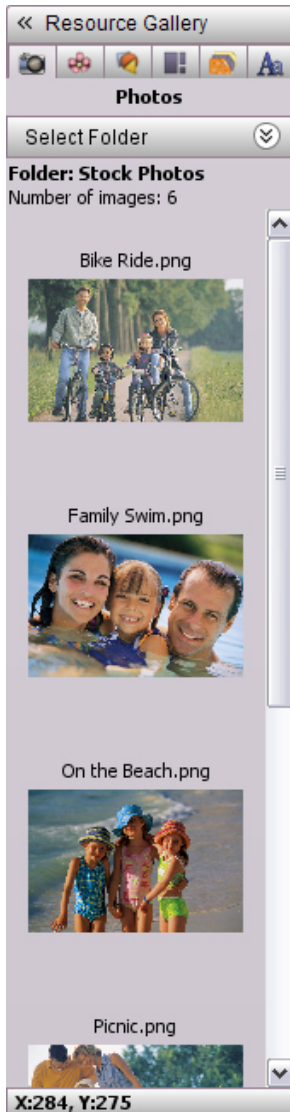 « Resource Gallery
Aa
Photos
Select Folder
Folder: Stock Photos
Number of images: 6
Bike Ride.png
Family Swim.png
On the Beach.png
Picnic.png
X:284, Y:275